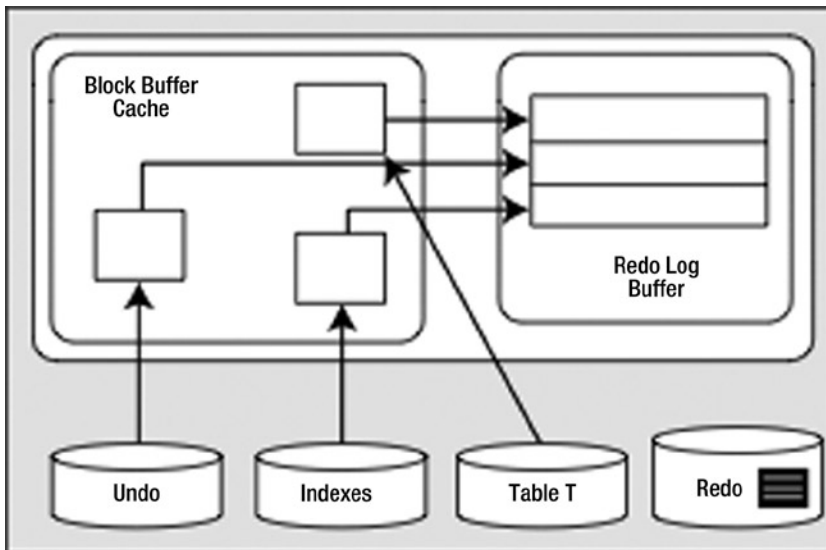 Block Buffer
Cache
Redo Log
Buffer
Undo
Indexes
Table T
Redo